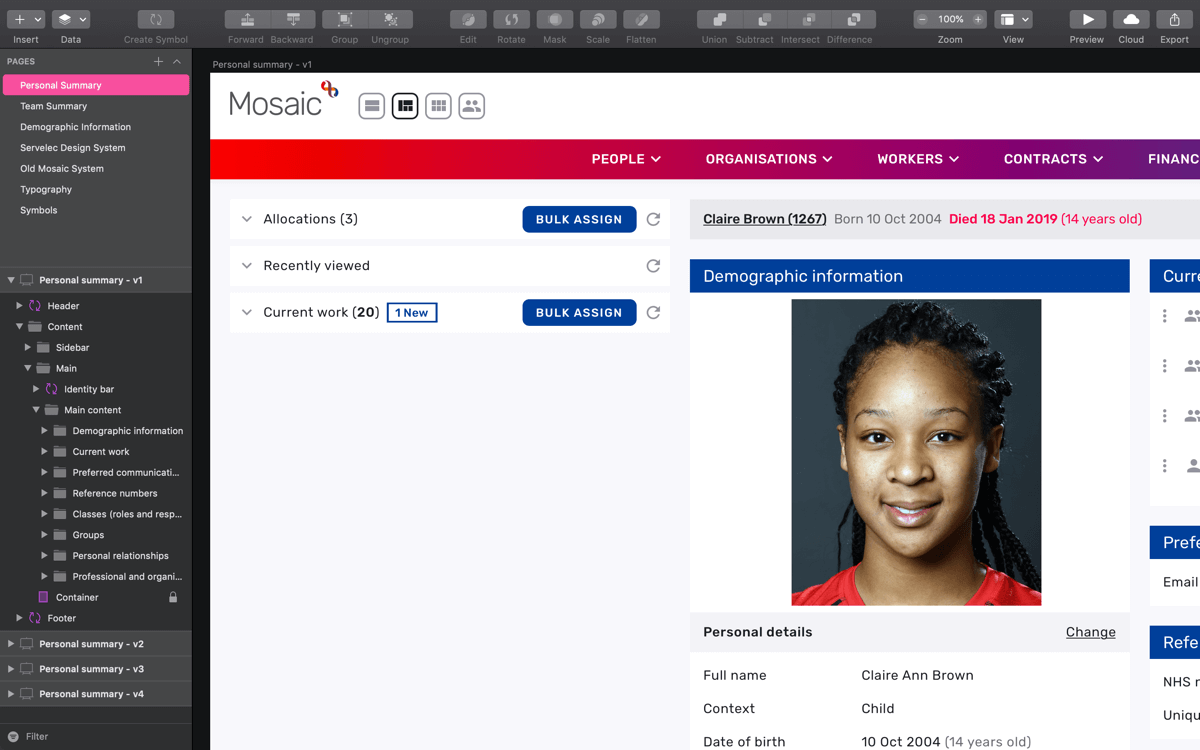 Insert
Data
Create Symbol
Forward Backward
Group Ungroup
Edit
Rotate
Mask
Scale
Flatten
Union Subtract Intersect Difference
100%
Zoom
View
Preview
Cloud
Export
PAGES
Personal Summary
Team Summary
Demographic Information
Servelec Design System
Old Mosaic System
Typography
Symbols
Personal summary - v1
Header
Content
Sidebar
Main
Identity bar
Main content
Demographic information
Current work
Preferred communicati...
Reference numbers
Classes (roles and resp...
Groups
Personal relationships
Professional and organi...
Container
Footer
Personal summary - v2
Personal summary - v3
Personal summary - v4
Filter
Personal summary - v1
Mosaic
PEOPLE ORGANISATIONS WORKERS CONTRACTS FINANC
Allocations (3) BULK ASSIGN
Recently viewed
Current work (20) 1 New BULK ASSIGN
Claire Brown (1267) Born 10 Oct 2004 Died 18 Jan 2019 (14 years old)
Demographic information
Personal details Change
Full name Claire Ann Brown
Context Child
Date of birth 10 Oct 2004 (14 years old)
Curre
Prefe
Email
Refe
NHS n
Uniqu